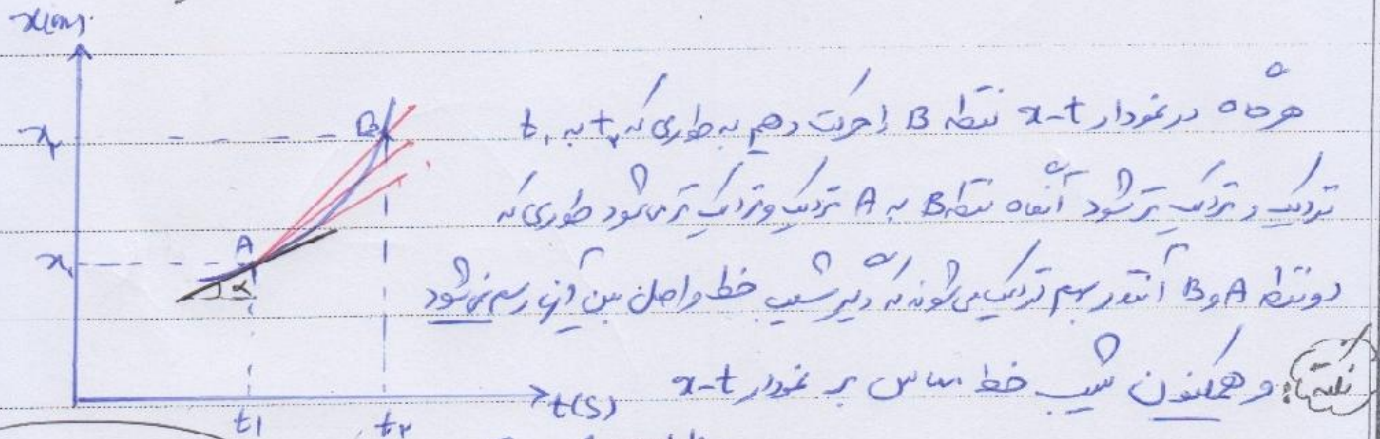 x(m)
x₂
B
هرگاه در نمودار x-t نقطه B را حرکت دهیم به طوری که t₂ به t₁
نزدیک و نزدیک تر شود آنگاه نقطه B به A نزدیک و نزدیک تر می شود طوری که
A
x₁
α
دو نقطه A و B آنقدر بهم نزدیک می شوند که دیگر شیب خط واصل بین آن رسم نمی شود
نکته: و همکنون شیب خط مماس بر نمودار x-t
t(s)
t₁
t₂